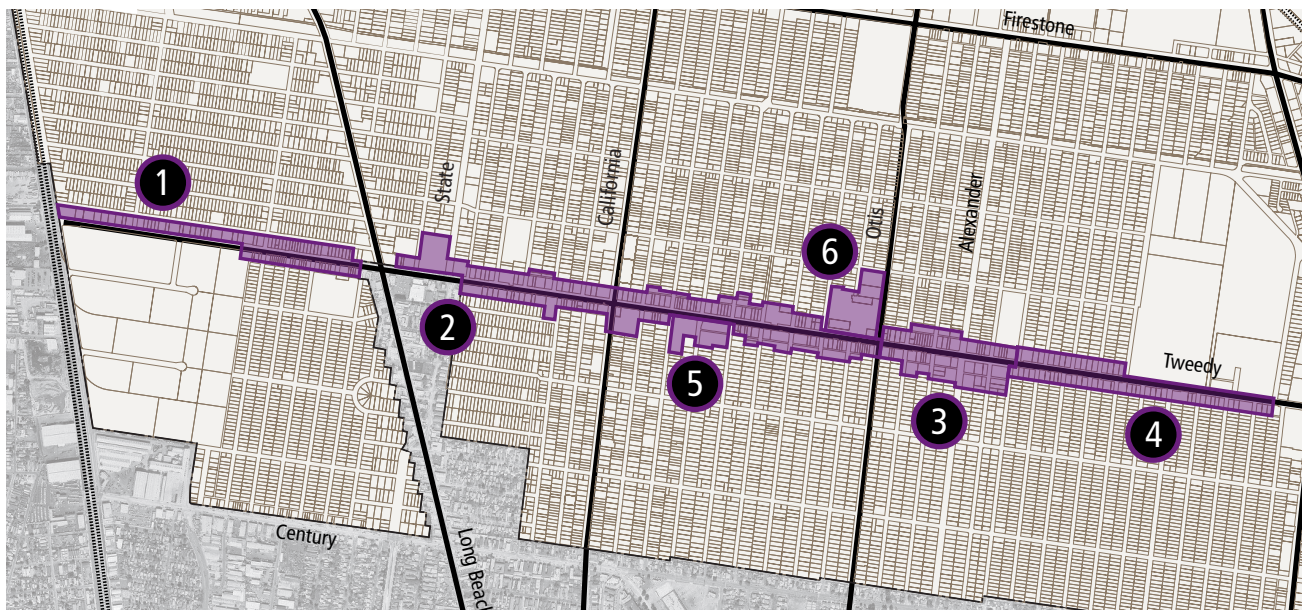 Firestone
State
California
Otis
Alexander
1
6
2
5
3
4
Tweedy
Century
Long Beach